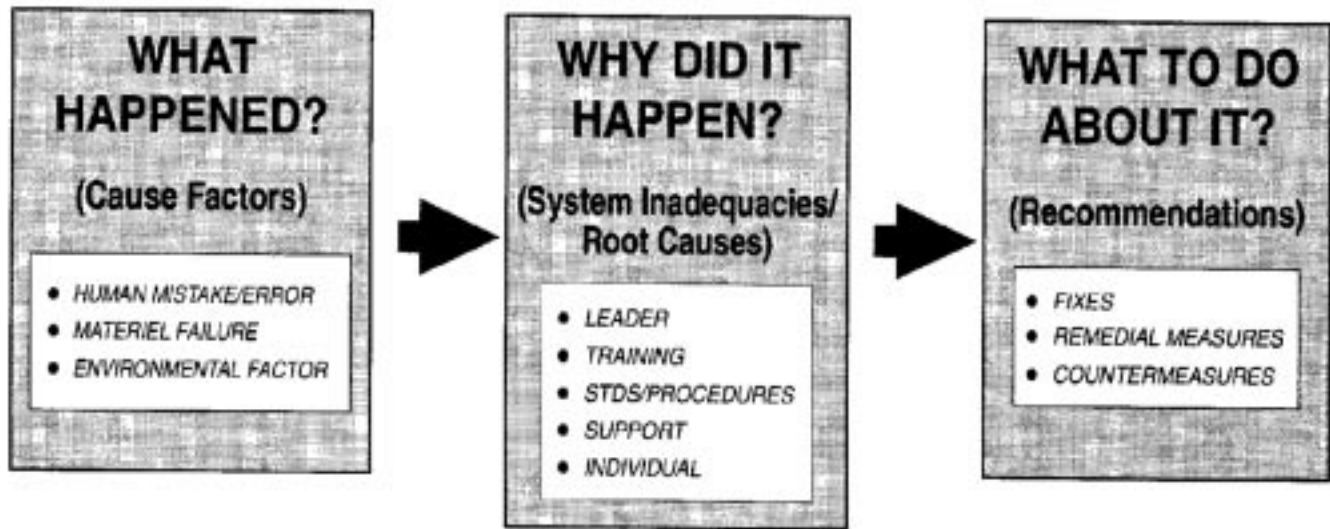 WHAT
HAPPENED?
(Cause Factors)
• HUMAN MISTAKE/ERROR
• MATERIEL FAILURE
• ENVIRONMENTAL FACTOR
WHY DID IT
HAPPEN?
(System Inadequacies/
Root Causes)
• LEADER
• TRAINING
• STDS/PROCEDURES
• SUPPORT
• INDIVIDUAL
WHAT TO DO
ABOUT IT?
(Recommendations)
• FIXES
• REMEDIAL MEASURES
• COUNTERMEASURES